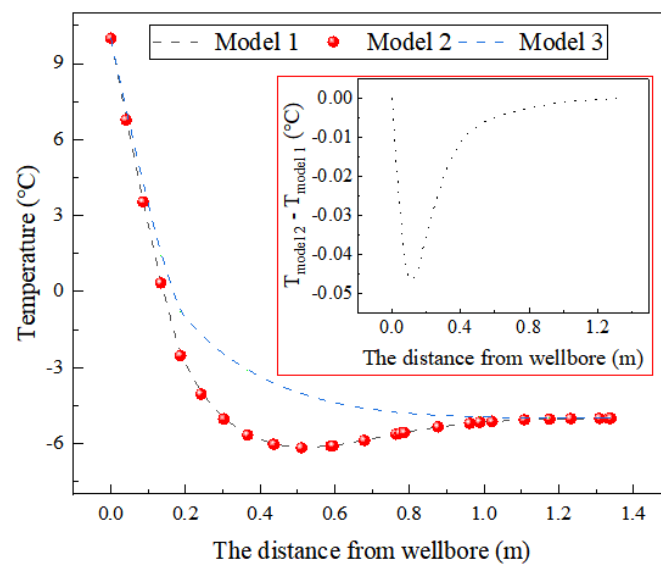 Model 1 Model 2 Model 3
9
6
3
0
-3
-6
Temperature (°C)
0.0 0.2 0.4 0.6 0.8 1.0 1.2 1.4
The distance from wellbore (m)
0.00
-0.01
-0.02
-0.03
-0.04
-0.05
T model 2 - T model 1 (°C)
0.0 0.4 0.8 1.2
The distance from wellbore (m)